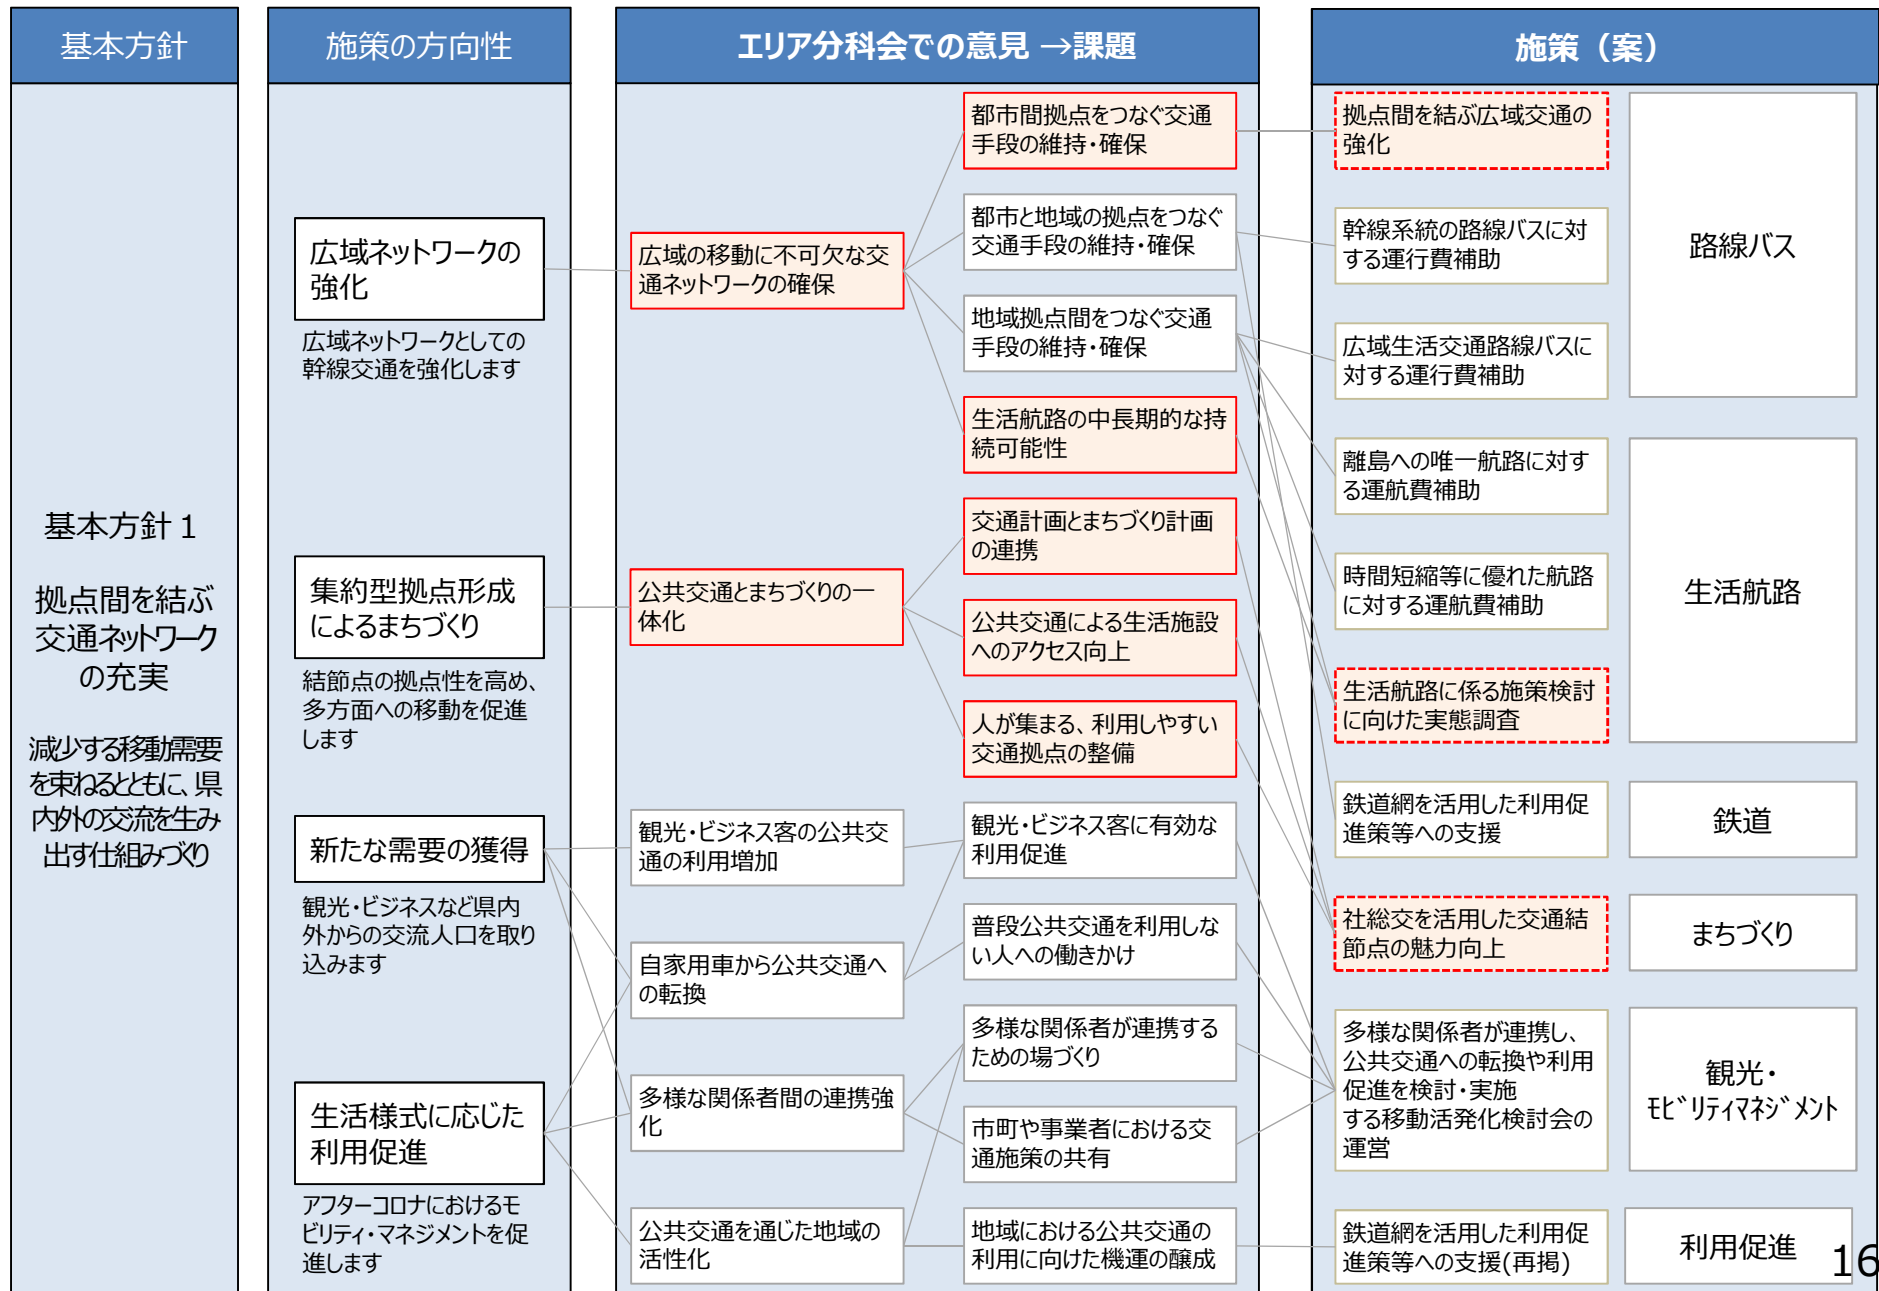 基本方針
施策の方向性
エリア分科会での意見 →課題
施策（案）
基本方針１
拠点間を結ぶ
交通ネットワーク
の充実
減少する移動需要
を束ねるとともに、県
内外の交流を生み
出す仕組みづくり
広域ネットワークの
強化
広域ネットワークとしての
幹線交通を強化します
集約型拠点形成
によるまちづくり
結節点の拠点性を高め、
多方面への移動を促進
します
新たな需要の獲得
観光・ビジネスなど県内
外からの交流人口を取り
込みます
生活様式に応じた
利用促進
アフターコロナにおけるモ
ビリティ・マネジメントを促
進します
広域の移動に不可欠な交
通ネットワークの確保
公共交通とまちづくりの一
体化
観光・ビジネス客の公共交
通の利用増加
自家用車から公共交通へ
の転換
多様な関係者間の連携強
化
公共交通を通じた地域の
活性化
都市間拠点をつなぐ交通
手段の維持・確保
都市と地域の拠点をつなぐ
交通手段の維持・確保
地域拠点間をつなぐ交通
手段の維持・確保
生活航路の中長期的な持
続可能性
交通計画とまちづくり計画
の連携
公共交通による生活施設
へのアクセス向上
人が集まる、利用しやすい
交通拠点の整備
観光・ビジネス客に有効な
利用促進
普段公共交通を利用しな
い人への働きかけ
多様な関係者が連携する
ための場づくり
市町や事業者における交
通施策の共有
地域における公共交通の
利用に向けた機運の醸成
拠点間を結ぶ広域交通の
強化
幹線系統の路線バスに対
する運行費補助
広域生活交通路線バスに
対する運行費補助
離島への唯一航路に対す
る運航費補助
時間短縮等に優れた航路
に対する運航費補助
生活航路に係る施策検討
に向けた実態調査
鉄道網を活用した利用促
進策等への支援
社総交を活用した交通結
節点の魅力向上
多様な関係者が連携し、
公共交通への転換や利用
促進を検討・実施
する移動活発化検討会の
運営
鉄道網を活用した利用促
進策等への支援(再掲)
路線バス
生活航路
鉄道
まちづくり
観光・
ﾓﾋﾞﾘﾃｨﾏﾈｼﾞﾒﾝﾄ
利用促進
16